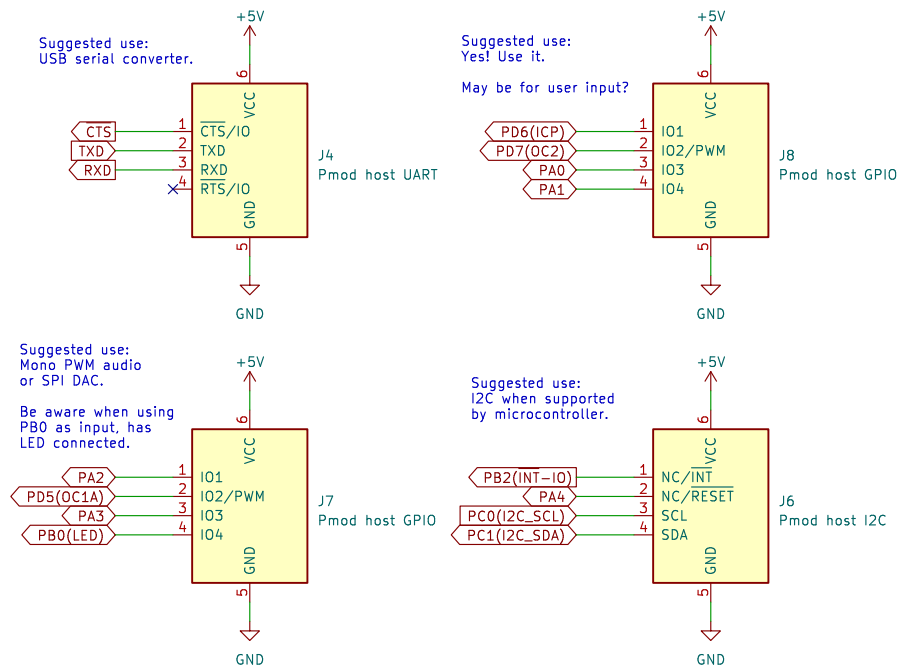 +5V
Suggested use:
USB serial converter.
6
VCC
CTS
1
CTS/IO
TXD
2
TXD
RXD
3
RXD
4
RTS/IO
J4
Pmod host UART
GND
5
GND
+5V
Suggested use:
Yes! Use it.
May be for user input?
6
VCC
PD6(ICP)
1
IO1
PD7(OC2)
2
IO2/PWM
PA0
3
IO3
PA1
4
IO4
J8
Pmod host GPIO
GND
5
GND
Suggested use:
Mono PWM audio
or SPI DAC.
Be aware when using
PB0 as input, has
LED connected.
+5V
6
VCC
PA2
1
IO1
PD5(OC1A)
2
IO2/PWM
PA3
3
IO3
PB0(LED)
4
IO4
J7
Pmod host GPIO
GND
5
GND
+5V
Suggested use:
I2C when supported
by microcontroller.
6
VCC
PB2(INT-IO)
1
NC/INT
PA4
2
NC/RESET
PC0(I2C_SCL)
3
SCL
PC1(I2C_SDA)
4
SDA
J6
Pmod host I2C
GND
5
GND